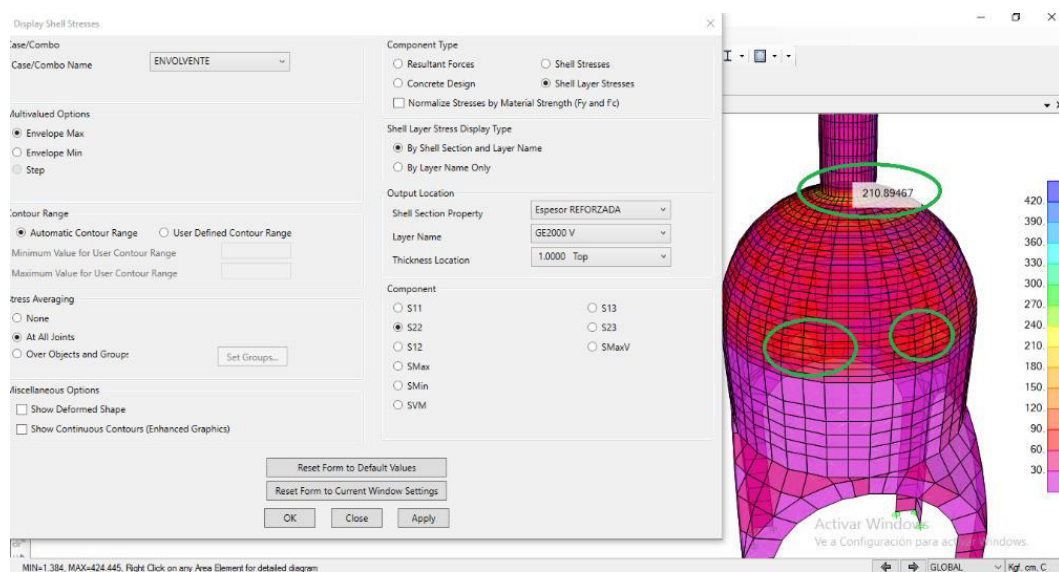 Display Shell Stresses
Case/Combo
Case/Combo Name
ENVOLVENTE
Multivalued Options
Envelope Max
Envelope Min
Step
Contour Range
Automatic Contour Range
User Defined Contour Range
Minimum Value for User Contour Range
Maximum Value for User Contour Range
Stress Averaging
None
At All Joints
Over Objects and Groups
Set Groups...
Miscellaneous Options
Show Deformed Shape
Show Continuous Contours (Enhanced Graphics)
Component Type
Resultant Forces
Shell Stresses
Concrete Design
Shell Layer Stresses
Normalize Stresses by Material Strength (Fy and f'c)
Shell Layer Stress Display Type
By Shell Section and Layer Name
By Layer Name Only
Output Location
Shell Section Property
Espesor REFORZADA
Layer Name
GE2000 V
Thickness Location
1.0000 Top
Component
S11
S13
S22
S23
S12
SMaxV
SMax
SMin
SVM
Reset Form to Default Values
Reset Form to Current Window Settings
OK
Close
Apply
210.89467
420.
390.
360.
330.
300.
270.
240.
210.
180.
150.
120.
90.
60.
30.
Activar Windows
Ve a Configuración para activar Windows.
MIN=1.384, MAX=424.445, Right Click on any Area Element for detailed diagram
GLOBAL
Kgf, cm, C